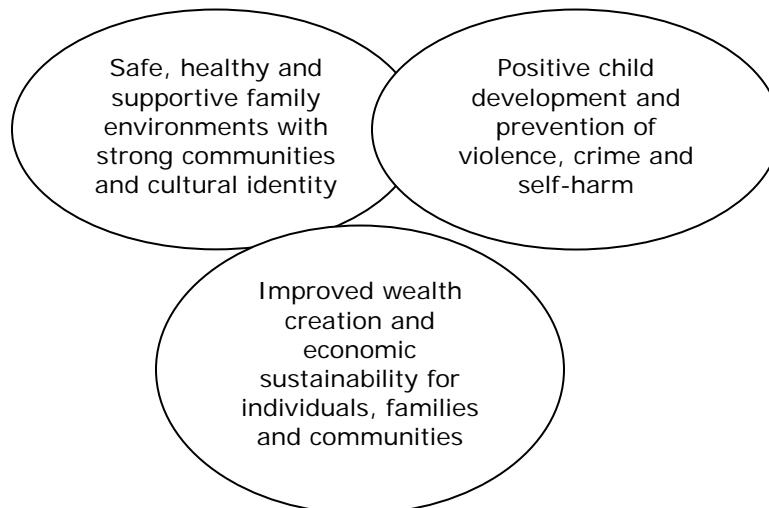 Safe, healthy and
supportive family
environments with
strong communities
and cultural identity
Positive child
development and
prevention of
violence, crime and
self-harm
Improved wealth
creation and
economic
sustainability for
individuals, families
and communities